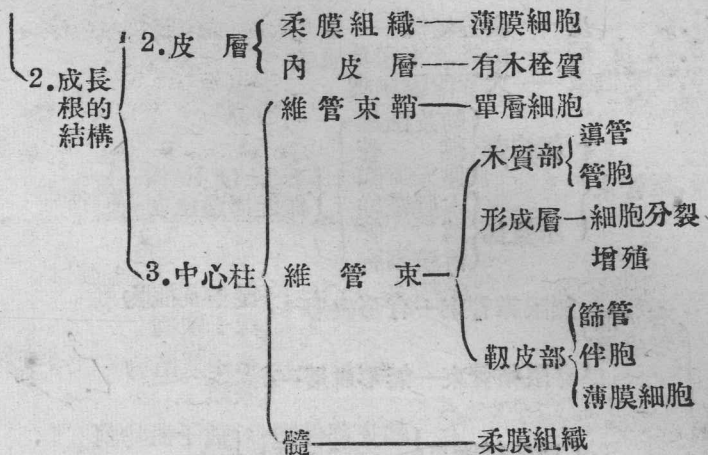 柔膜組織——薄膜細胞
2.皮層
內皮層——有木栓質
2.成長根的結構
維管束鞘——單層細胞
木質部
導管
管胞
形成層—細胞分裂
增殖
3.中心柱
維管束—
篩管
靱皮部
伴胞
薄膜細胞
髓——柔膜組織